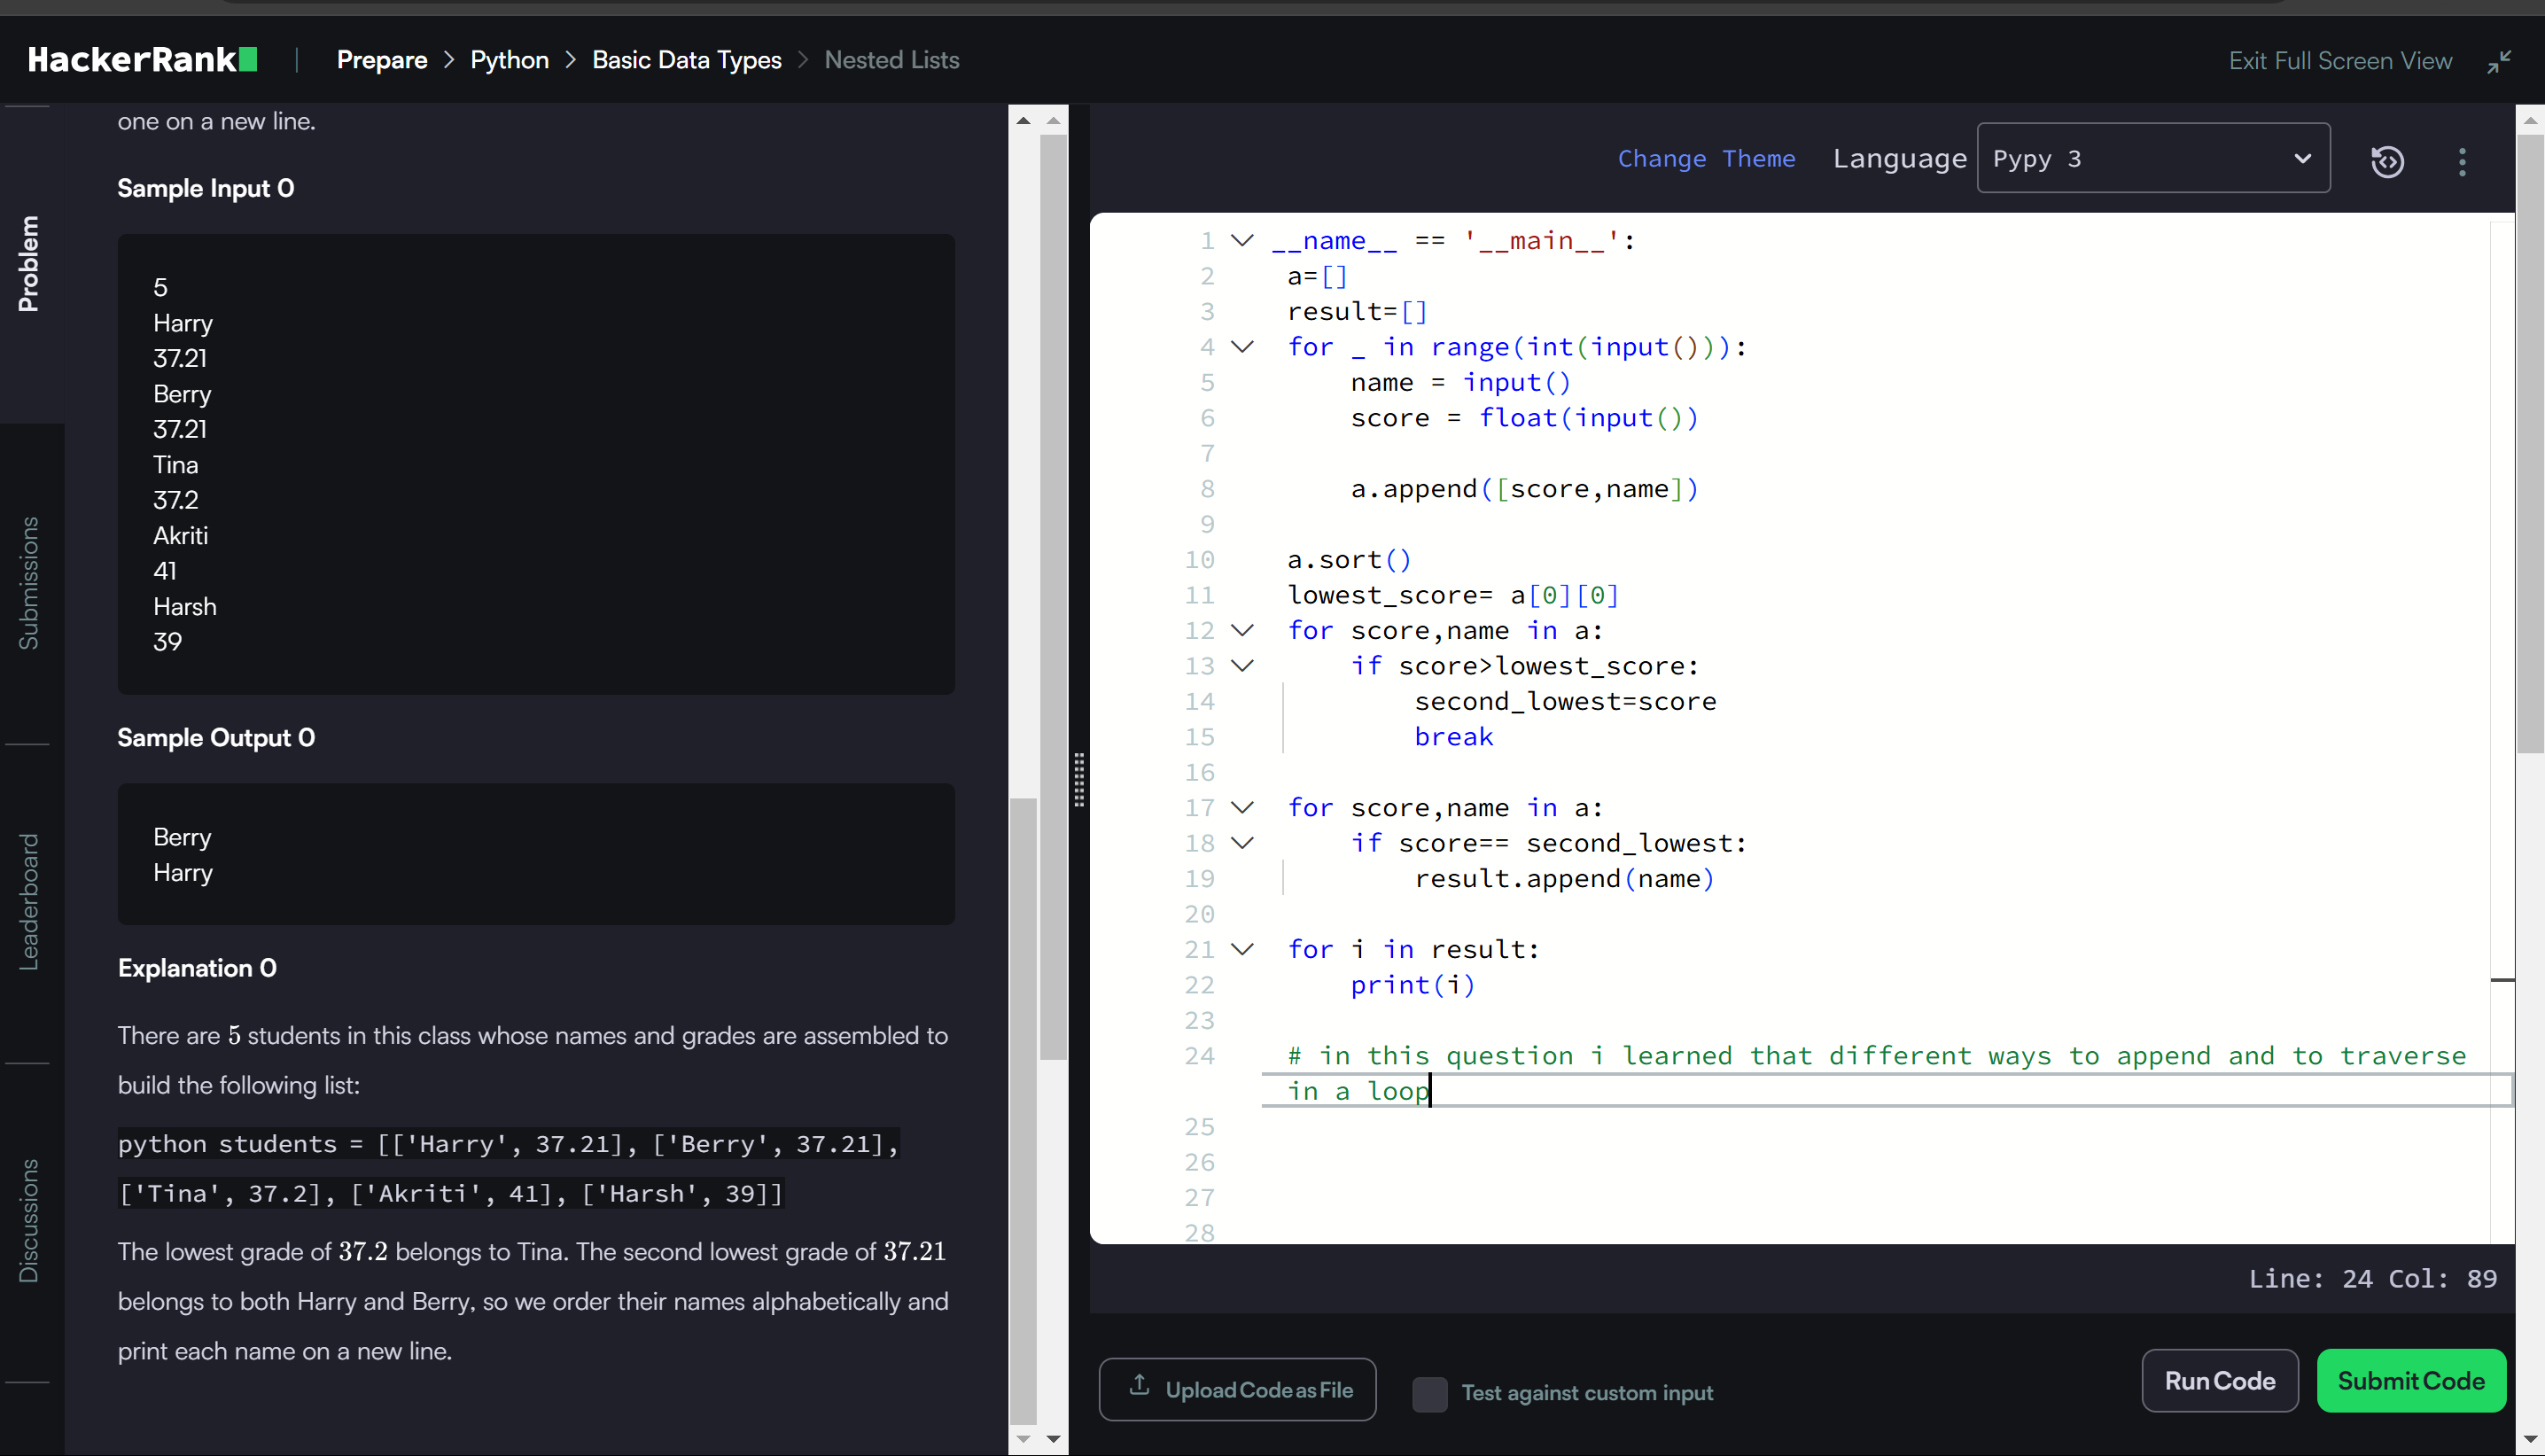 HackerRank | Prepare > Python > Basic Data Types > Nested Lists
Exit Full Screen View
Problem
Submissions
Leaderboard
Discussions
one on a new line.
Sample Input 0
5
Harry
37.21
Berry
37.21
Tina
37.2
Akriti
41
Harsh
39
Sample Output 0
Berry
Harry
Explanation 0
There are 5 students in this class whose names and grades are assembled to
build the following list:
python students = [['Harry', 37.21], ['Berry', 37.21],
['Tina', 37.2], ['Akriti', 41], ['Harsh', 39]]
The lowest grade of 37.2 belongs to Tina. The second lowest grade of 37.21
belongs to both Harry and Berry, so we order their names alphabetically and
print each name on a new line.
Change Theme Language Pypy 3
1 __name__ == '__main__':
2 a=[]
3 result=[]
4 for _ in range(int(input())):
5     name = input()
6     score = float(input())
7
8     a.append([score,name])
9
10 a.sort()
11 lowest_score= a[0][0]
12 for score,name in a:
13     if score>lowest_score:
14         second_lowest=score
15         break
16
17 for score,name in a:
18     if score== second_lowest:
19         result.append(name)
20
21 for i in result:
22     print(i)
23
24 # in this question i learned that different ways to append and to traverse
in a loop
25
26
27
28
Line: 24 Col: 89
Upload Code as File
Test against custom input
Run Code
Submit Code